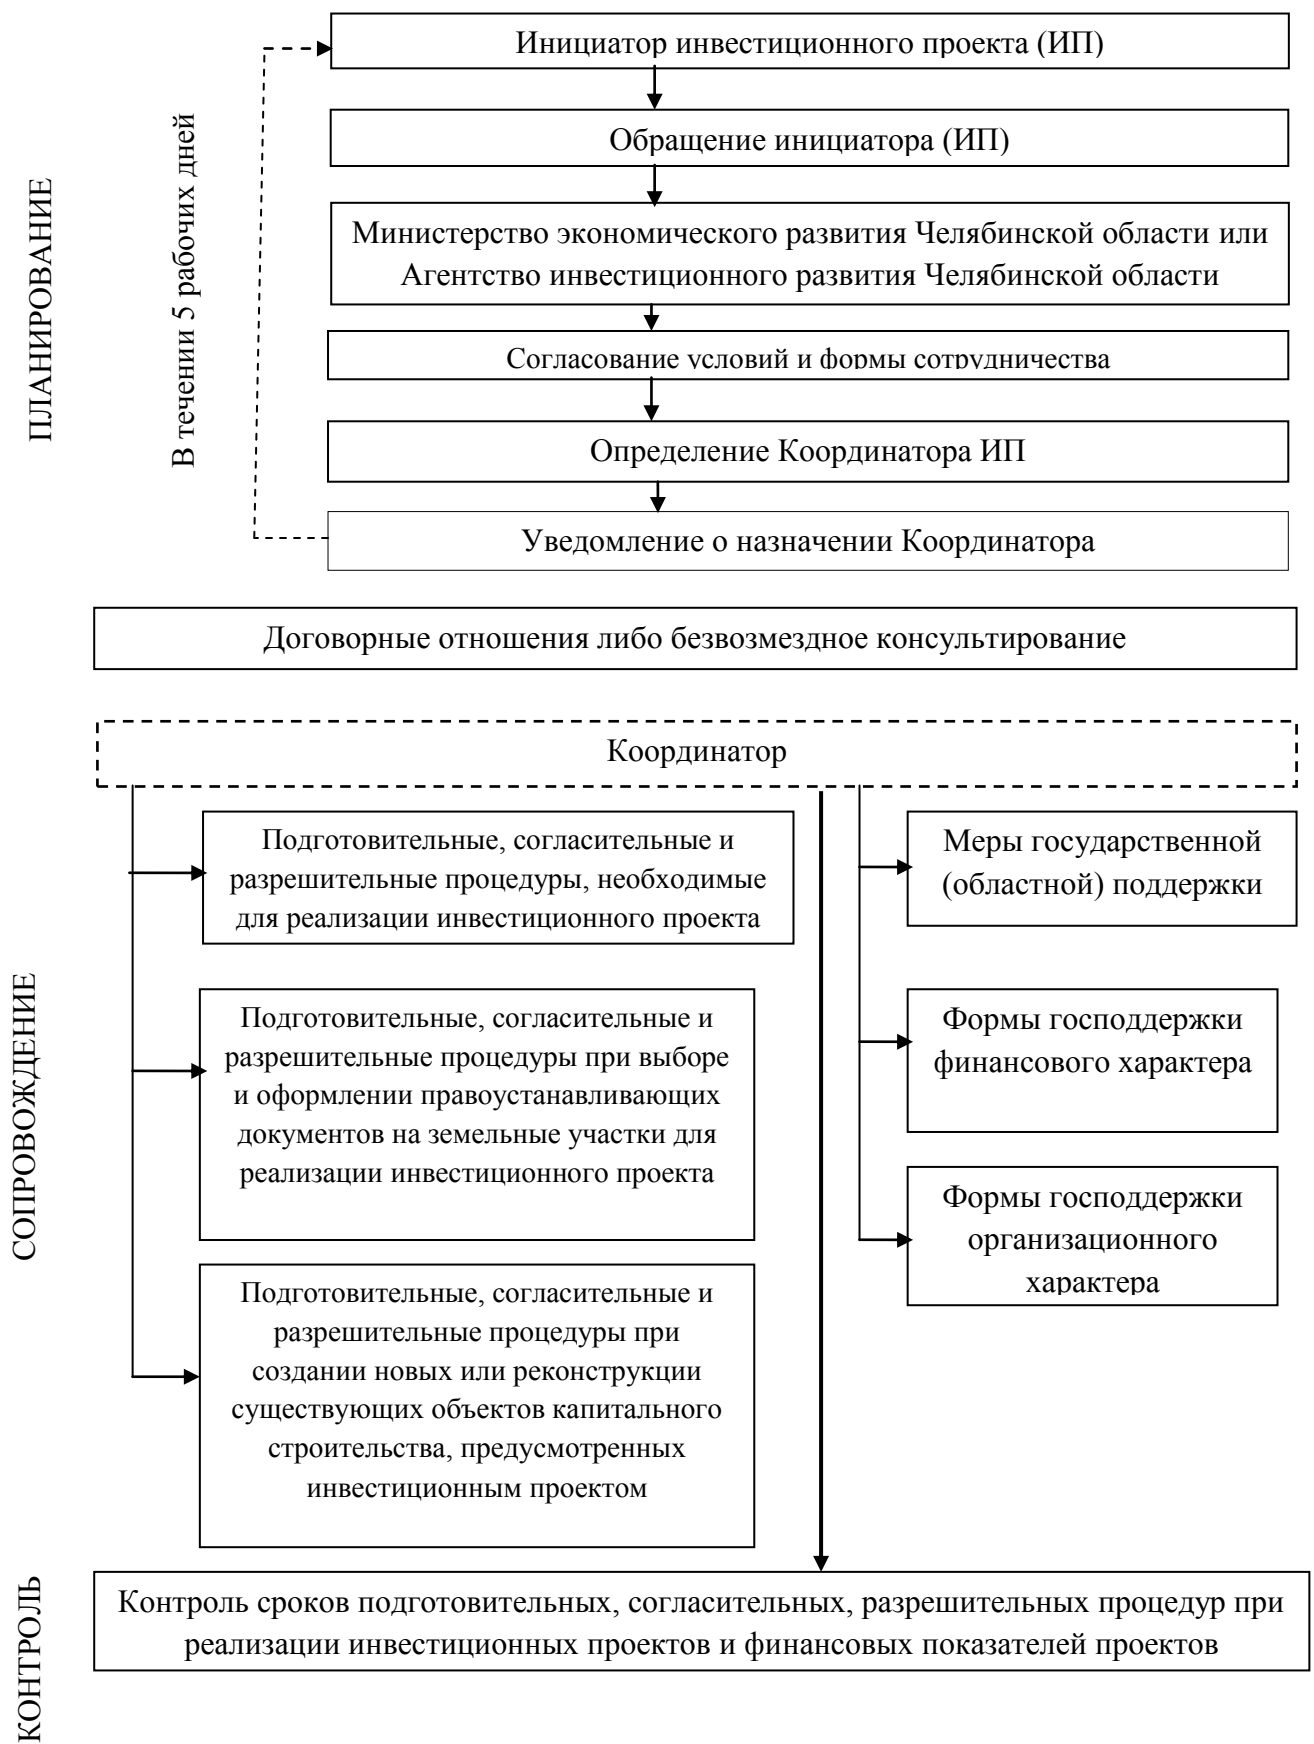 ПЛАНИРОВАНИЕ
В течении 5 рабочих дней
Инициатор инвестиционного проекта (ИП)
Обращение инициатора (ИП)
Министерство экономического развития Челябинской области или
Агентство инвестиционного развития Челябинской области
Согласование условий и формы сотрудничества
Определение Координатора ИП
Уведомление о назначении Координатора
Договорные отношения либо безвозмездное консультирование
СОПРОВОЖДЕНИЕ
Координатор
Подготовительные, согласительные и
разрешительные процедуры, необходимые
для реализации инвестиционного проекта
Подготовительные, согласительные и
разрешительные процедуры при выборе
и оформлении правоустанавливающих
документов на земельные участки для
реализации инвестиционного проекта
Подготовительные, согласительные и
разрешительные процедуры при
создании новых или реконструкции
существующих объектов капитального
строительства, предусмотренных
инвестиционным проектом
Меры государственной
(областной) поддержки
Формы господдержки
финансового характера
Формы господдержки
организационного
характера
КОНТРОЛЬ
Контроль сроков подготовительных, согласительных, разрешительных процедур при
реализации инвестиционных проектов и финансовых показателей проектов